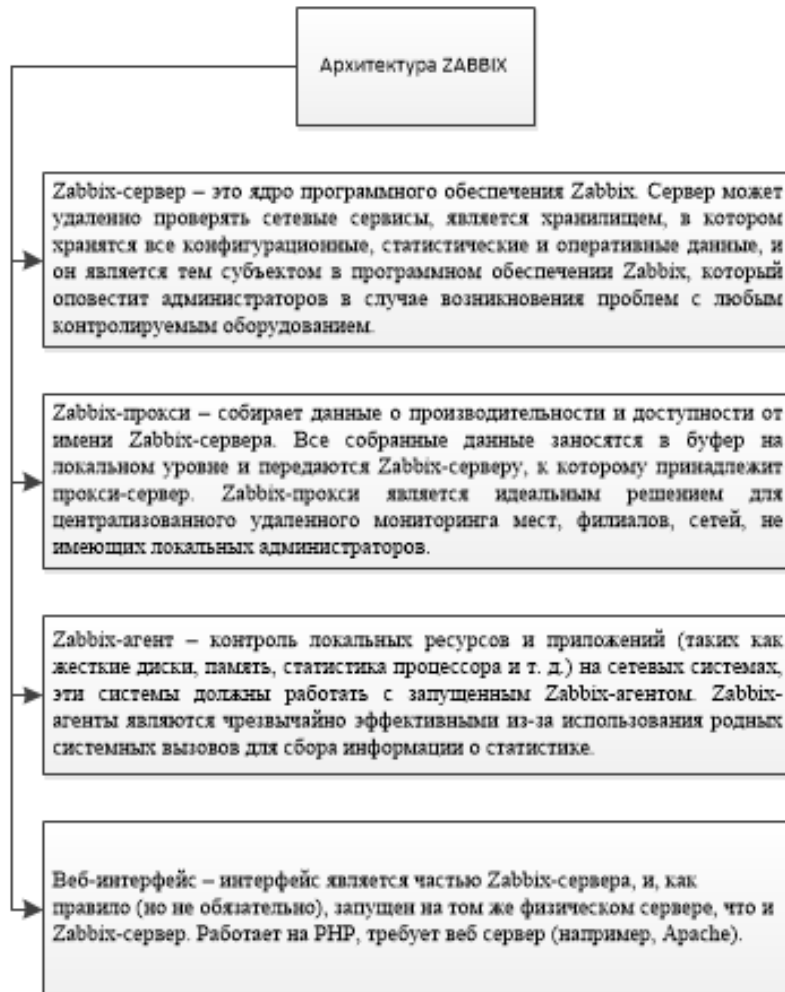 Архитектура ZABBIX
Zabbix-сервер – это ядро программного обеспечения Zabbix. Сервер может
удаленно проверять сетевые сервисы, является хранилищем, в котором
хранятся все конфигурационные, статистические и оперативные данные, и
он является тем субъектом в программном обеспечении Zabbix, который
оповестит администраторов в случае возникновения проблем с любым
контролируемым оборудованием.
Zabbix-прокси – собирает данные о производительности и доступности от
имени Zabbix-сервера. Все собранные данные заносятся в буфер на
локальном уровне и передаются Zabbix-серверу, к которому принадлежит
прокси-сервер. Zabbix-прокси является идеальным решением для
централизованного удаленного мониторинга мест, филиалов, сетей, не
имеющих локальных администраторов.
Zabbix-агент – контроль локальных ресурсов и приложений (таких как
жесткие диски, память, статистика процессора и т. д.) на сетевых системах,
эти системы должны работать с запущенным Zabbix-агентом. Zabbix-
агенты являются чрезвычайно эффективными из-за использования родных
системных вызовов для сбора информации о статистике.
Веб-интерфейс – интерфейс является частью Zabbix-сервера, и, как
правило (но не обязательно), запущен на том же физическом сервере, что и
Zabbix-сервер. Работает на PHP, требует веб сервер (например, Apache).